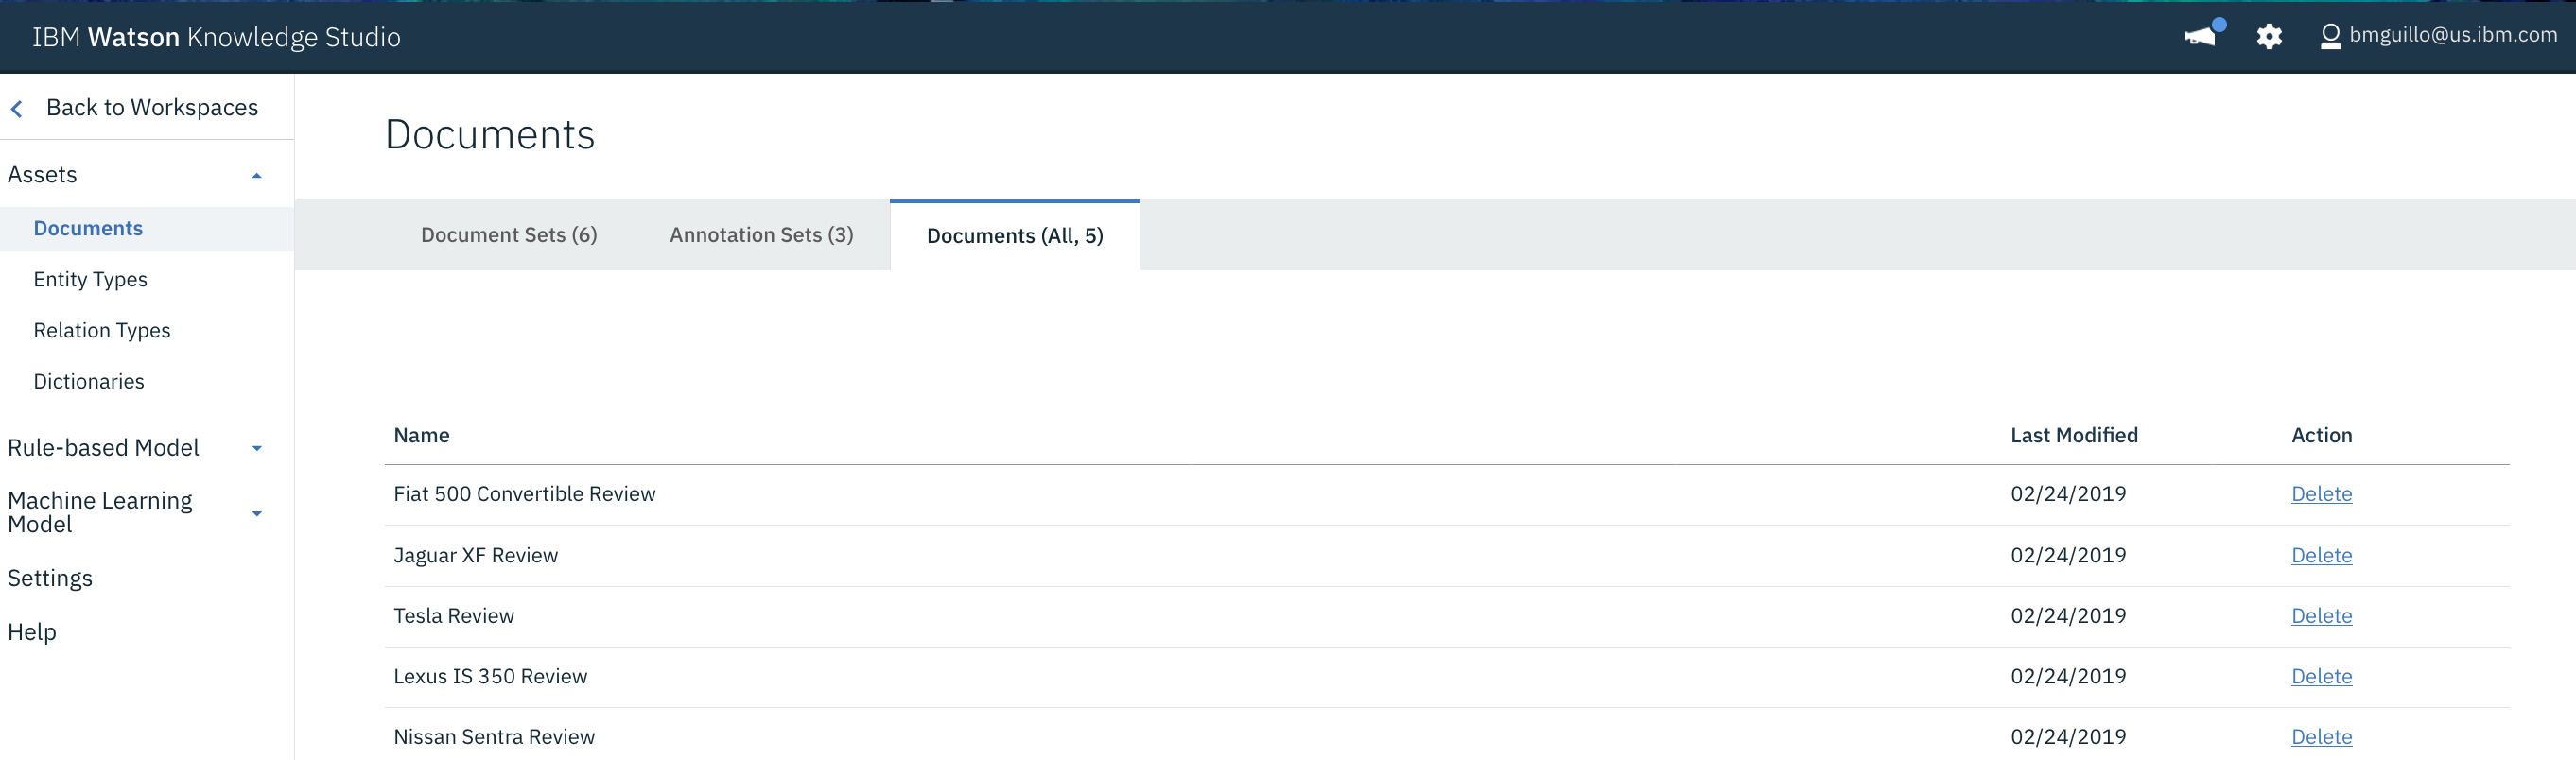 IBM Watson Knowledge Studio
bmguillo@us.ibm.com
Back to Workspaces
Assets
Documents
Entity Types
Relation Types
Dictionaries
Rule-based Model
Machine Learning
Model
Settings
Help
Documents
Document Sets (6) Annotation Sets (3) Documents (All, 5)
Name Last Modified Action
Fiat 500 Convertible Review 02/24/2019 Delete
Jaguar XF Review 02/24/2019 Delete
Tesla Review 02/24/2019 Delete
Lexus IS 350 Review 02/24/2019 Delete
Nissan Sentra Review 02/24/2019 Delete